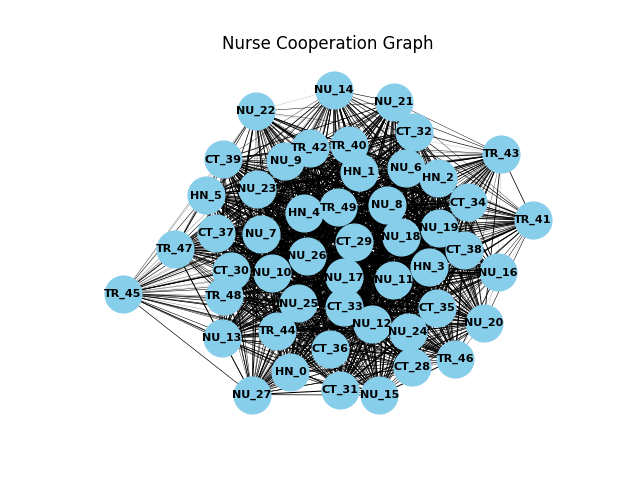 Nurse Cooperation Graph
NU_14
NU_21
NU_22
CT_32
TR_42
TR_40
TR_43
CT_39
NU_9
NU_6
HN_1
HN_2
HN_5
NU_23
CT_34
NU_8
TR_49
HN_4
TR_41
CT_37
NU_7
NU_19
NU_18
CT_29
TR_47
CT_38
NU_26
HN_3
CT_30
NU_10
NU_16
NU_17
NU_11
TR_45
TR_48
NU_25
CT_33
CT_35
NU_12
NU_20
TR_44
NU_24
NU_13
CT_36
TR_46
CT_28
HN_0
CT_31
NU_27
NU_15